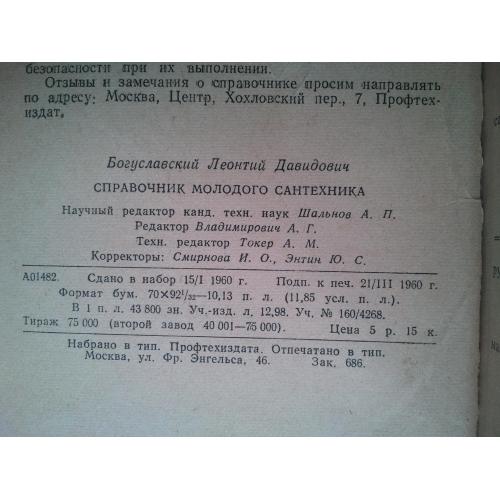 безопасности при их выполнении.
Отзывы и замечания о справочнике просим направлять
по адресу: Москва, Центр, Хохловский пер., 7, Профтех-
издат.
Богуславский Леонтий Давидович
СПРАВОЧНИК МОЛОДОГО САНТЕХНИКА
Научный редактор канд. техн. наук Шальнов А. П.
Редактор Владимирович А. Г.
Техн. редактор Токер А. М.
Корректоры: Смирнова И. О., Энтин Ю. С.
А01482. Сдано в набор 15/I 1960 г. Подп. к печ. 21/III 1960 г.
Формат бум. 70×92¹/₃₂—10,13 п. л. (11,85 усл. п. л.).
В 1 п. л. 43 800 зн. Уч.-изд. л, 12,98. Уч. № 160/4268.
Тираж 75 000 (второй завод 40 001—75 000). Цена 5 р. 15 к.
Набрано в тип. Профтехиздата. Отпечатано в тип.
Москва, ул. Фр. Энгельса, 46. Зак. 686.